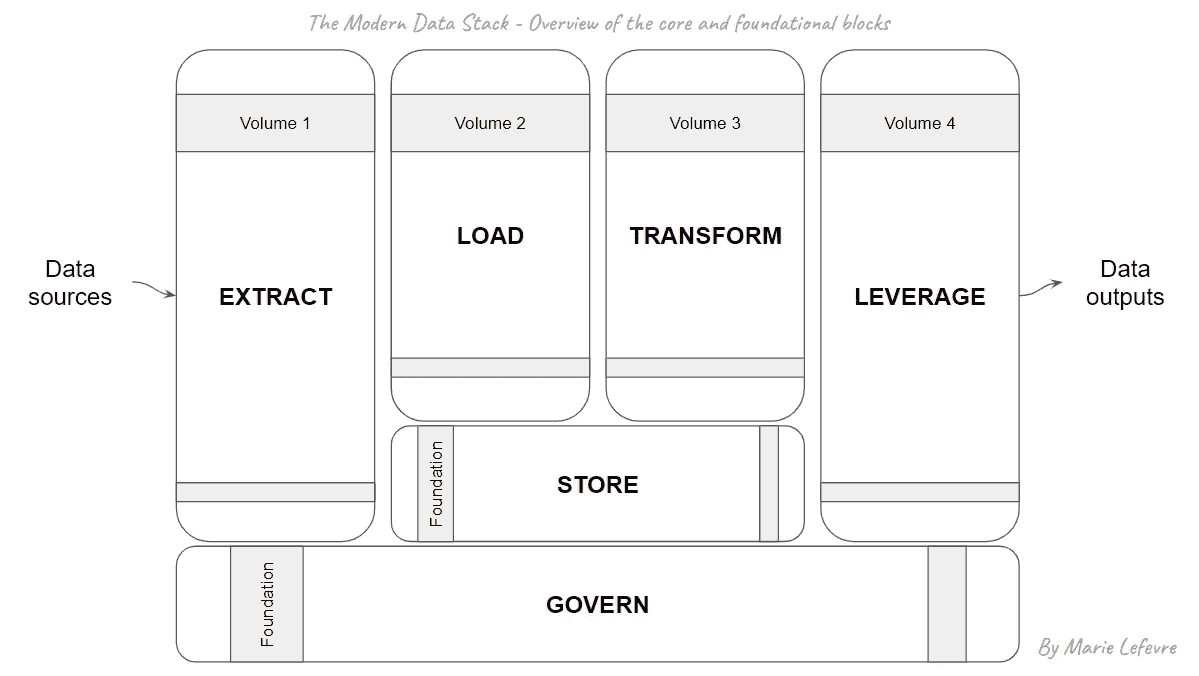 The Modern Data Stack - Overview of the core and foundational blocks
Volume 1
Volume 2
Volume 3
Volume 4
Data
sources
EXTRACT
LOAD
TRANSFORM
LEVERAGE
Data
outputs
Foundation
STORE
Foundation
GOVERN
By Marie Lefevre